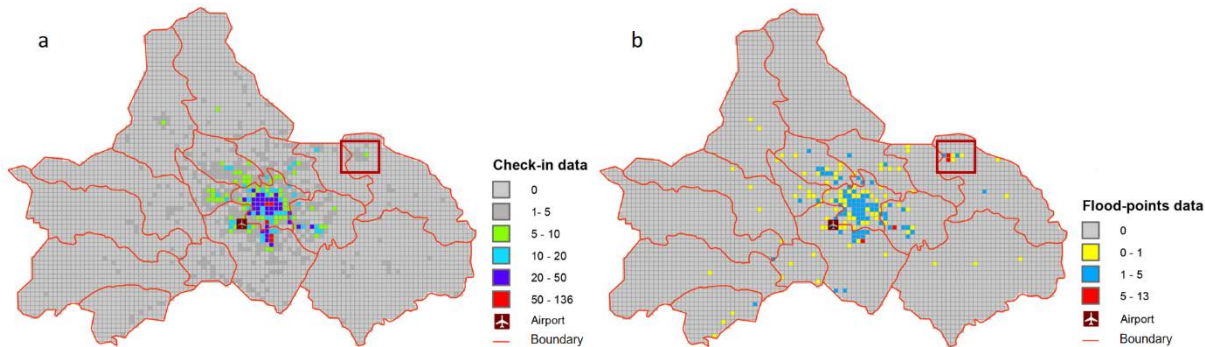 a
Check-in data
0
1- 5
5 - 10
10 - 20
20 - 50
50 - 136
Airport
Boundary
b
Flood-points data
0
0 - 1
1 - 5
5 - 13
Airport
Boundary